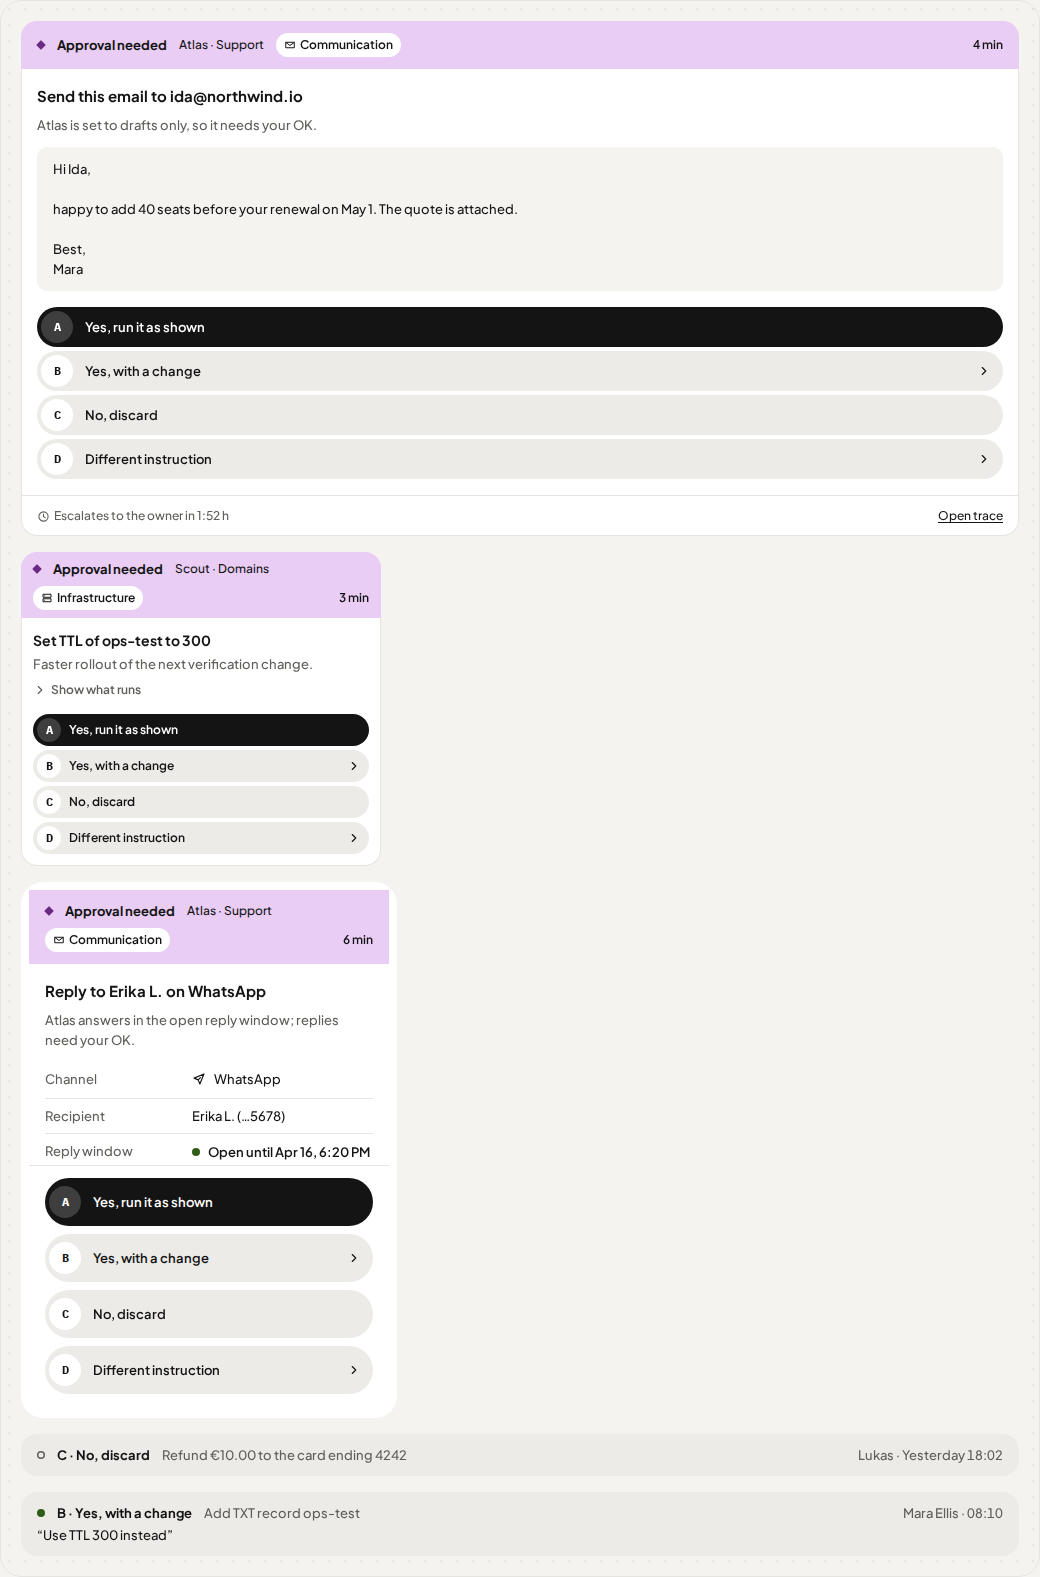 Approval needed Atlas · Support Communication 4 min
Send this email to ida@northwind.io
Atlas is set to drafts only, so it needs your OK.
Hi Ida,
happy to add 40 seats before your renewal on May 1. The quote is attached.
Best,
Mara
A Yes, run it as shown
B Yes, with a change
C No, discard
D Different instruction
Escalates to the owner in 1:52 h Open trace
Approval needed Scout · Domains
Infrastructure 3 min
Set TTL of ops-test to 300
Faster rollout of the next verification change.
Show what runs
A Yes, run it as shown
B Yes, with a change
C No, discard
D Different instruction
Approval needed Atlas · Support
Communication 6 min
Reply to Erika L. on WhatsApp
Atlas answers in the open reply window; replies
need your OK.
Channel WhatsApp
Recipient Erika L. (…5678)
Reply window Open until Apr 16, 6:20 PM
A Yes, run it as shown
B Yes, with a change
C No, discard
D Different instruction
C · No, discard Refund €10.00 to the card ending 4242 Lukas · Yesterday 18:02
B · Yes, with a change Add TXT record ops-test Mara Ellis · 08:10
“Use TTL 300 instead”